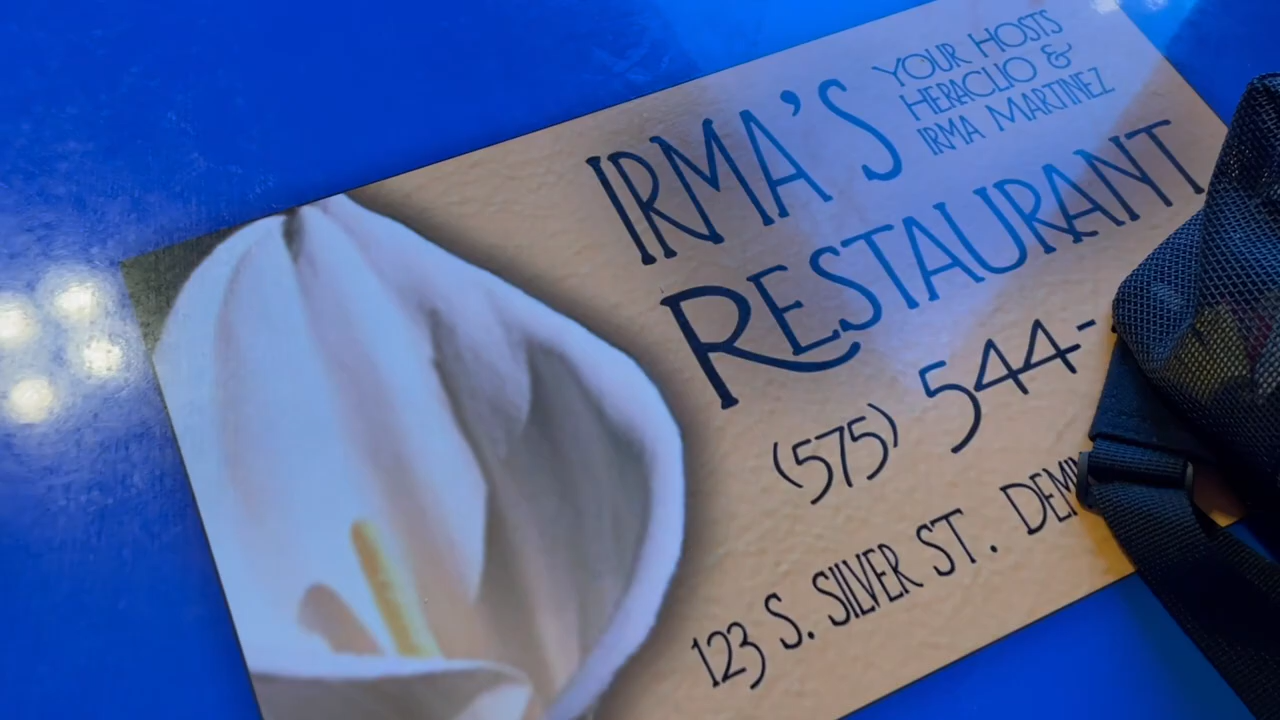 IRMA'S
YOUR HOSTS
HERACLIO &
IRMA MARTINEZ
RESTAURANT
(575) 544-
123 S. SILVER ST.